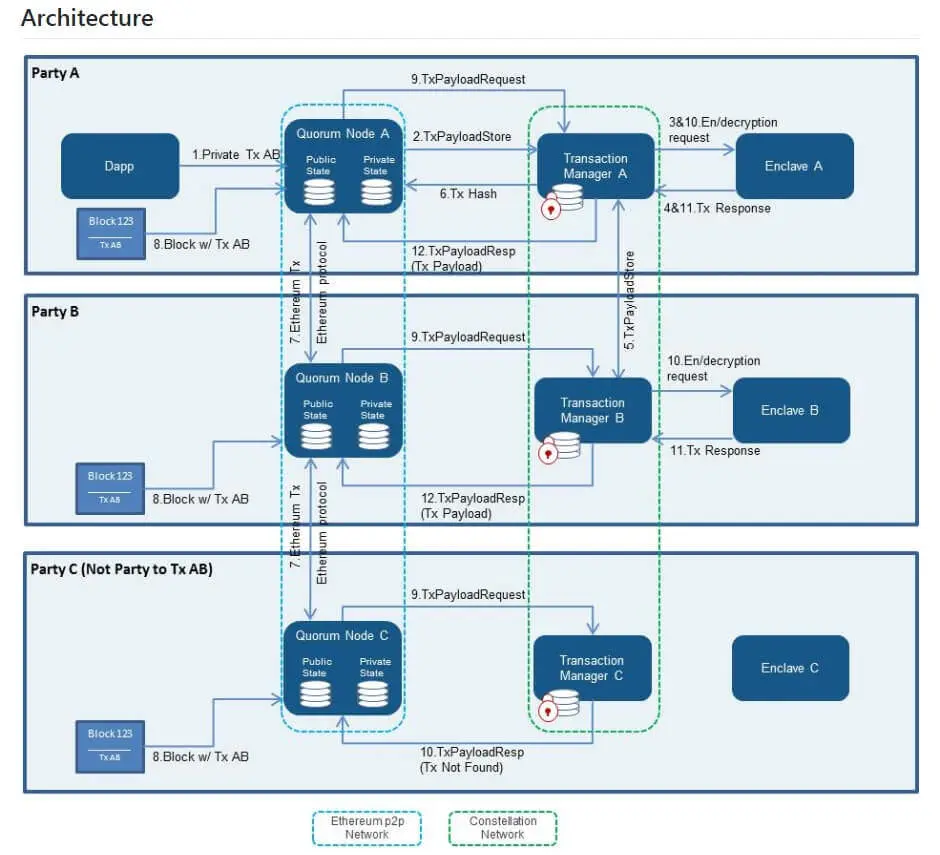 Architecture
Party A
9.TxPayloadRequest
Quorum Node A
Public
State
Private
State
2.TxPayloadStore
3&10.En/decryption
request
Dapp
1.Private Tx AB
Transaction
Manager A
Enclave A
6.Tx Hash
4&11.Tx Response
Block123
Tx AB
8.Block w/ Tx AB
12.TxPayloadResp
(Tx Payload)
7.Ethereum Tx
Ethereum protocol
5.TxPayloadStore
Party B
9.TxPayloadRequest
Quorum Node B
Public
State
Private
State
10.En/decryption
request
Transaction
Manager B
Enclave B
11.Tx Response
Block123
Tx AB
8.Block w/ Tx AB
12.TxPayloadResp
(Tx Payload)
7.Ethereum Tx
Ethereum protocol
Party C (Not Party to Tx AB)
9.TxPayloadRequest
Quorum Node C
Public
State
Private
State
Transaction
Manager C
Enclave C
Block123
Tx AB
8.Block w/ Tx AB
10.TxPayloadResp
(Tx Not Found)
Ethereum p2p
Network
Constellation
Network